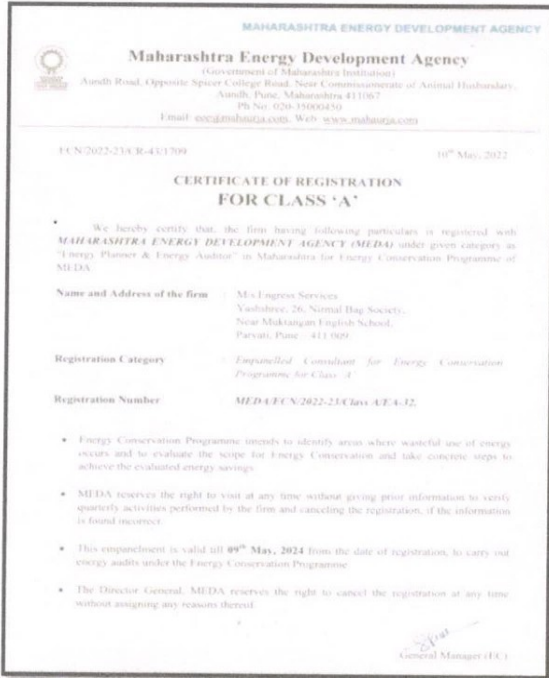 MAHARASHTRA ENERGY DEVELOPMENT AGENCY
Maharashtra Energy Development Agency
(Government of Maharashtra Institution)
Aundh Road, Opposite Spicer College Road, Near Commissionerate of Animal Husbandary,
Aundh, Pune, Maharashtra 411067
Ph No: 020-35000450
Email: eee@mahaurja.com, Web: www.mahaurja.com
ECN/2022-23/CR-43/1709
10th May, 2022
CERTIFICATE OF REGISTRATION
FOR CLASS 'A'
We hereby certify that, the firm having following particulars is registered with
MAHARASHTRA ENERGY DEVELOPMENT AGENCY (MEDA) under given category as
"Energy Planner & Energy Auditor" in Maharashtra for Energy Conservation Programme of
MEDA
Name and Address of the firm : M/s Engress Services
Yashshree, 26, Nirmal Bag Society,
Near Muktangan English School,
Parvati, Pune - 411 009
Registration Category : Empanelled Consultant for Energy Conservation
Programme for Class 'A'
Registration Number : MEDA/ECN/2022-23/Class A/EA-32.
• Energy Conservation Programme intends to identify areas where wasteful use of energy
occurs and to evaluate the scope for Energy Conservation and take concrete steps to
achieve the evaluated energy savings
• MEDA reserves the right to visit at any time without giving prior information to verify
quarterly activities performed by the firm and canceling the registration, if the information
is found incorrect
• This empanelment is valid till 09th May, 2024 from the date of registration, to carry out
energy audits under the Energy Conservation Programme
• The Director General, MEDA reserves the right to cancel the registration at any time
without assigning any reasons thereof
General Manager (EC)